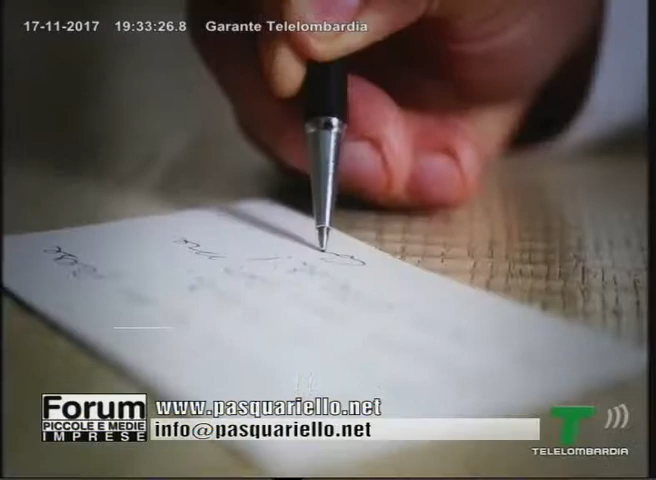 17-11-2017 19:33:26.8 Garante Telelombardia
Forum
PICCOLE E MEDIE
IMPRESE
www.pasquariello.net
info@pasquariello.net
TELELOMBARDIA